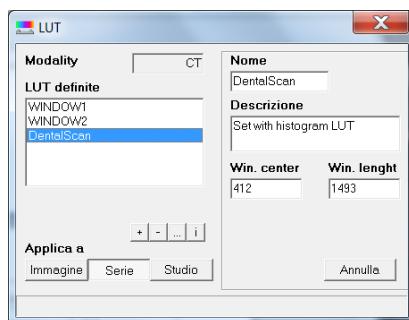 LUT
Modality
CT
LUT definite
WINDOW1
WINDOW2
DentalScan
+ - ... i
Applica a
Immagine Serie Studio
Nome
DentalScan
Descrizione
Set with histogram LUT
Win. center Win. lenght
412 1493
Annulla